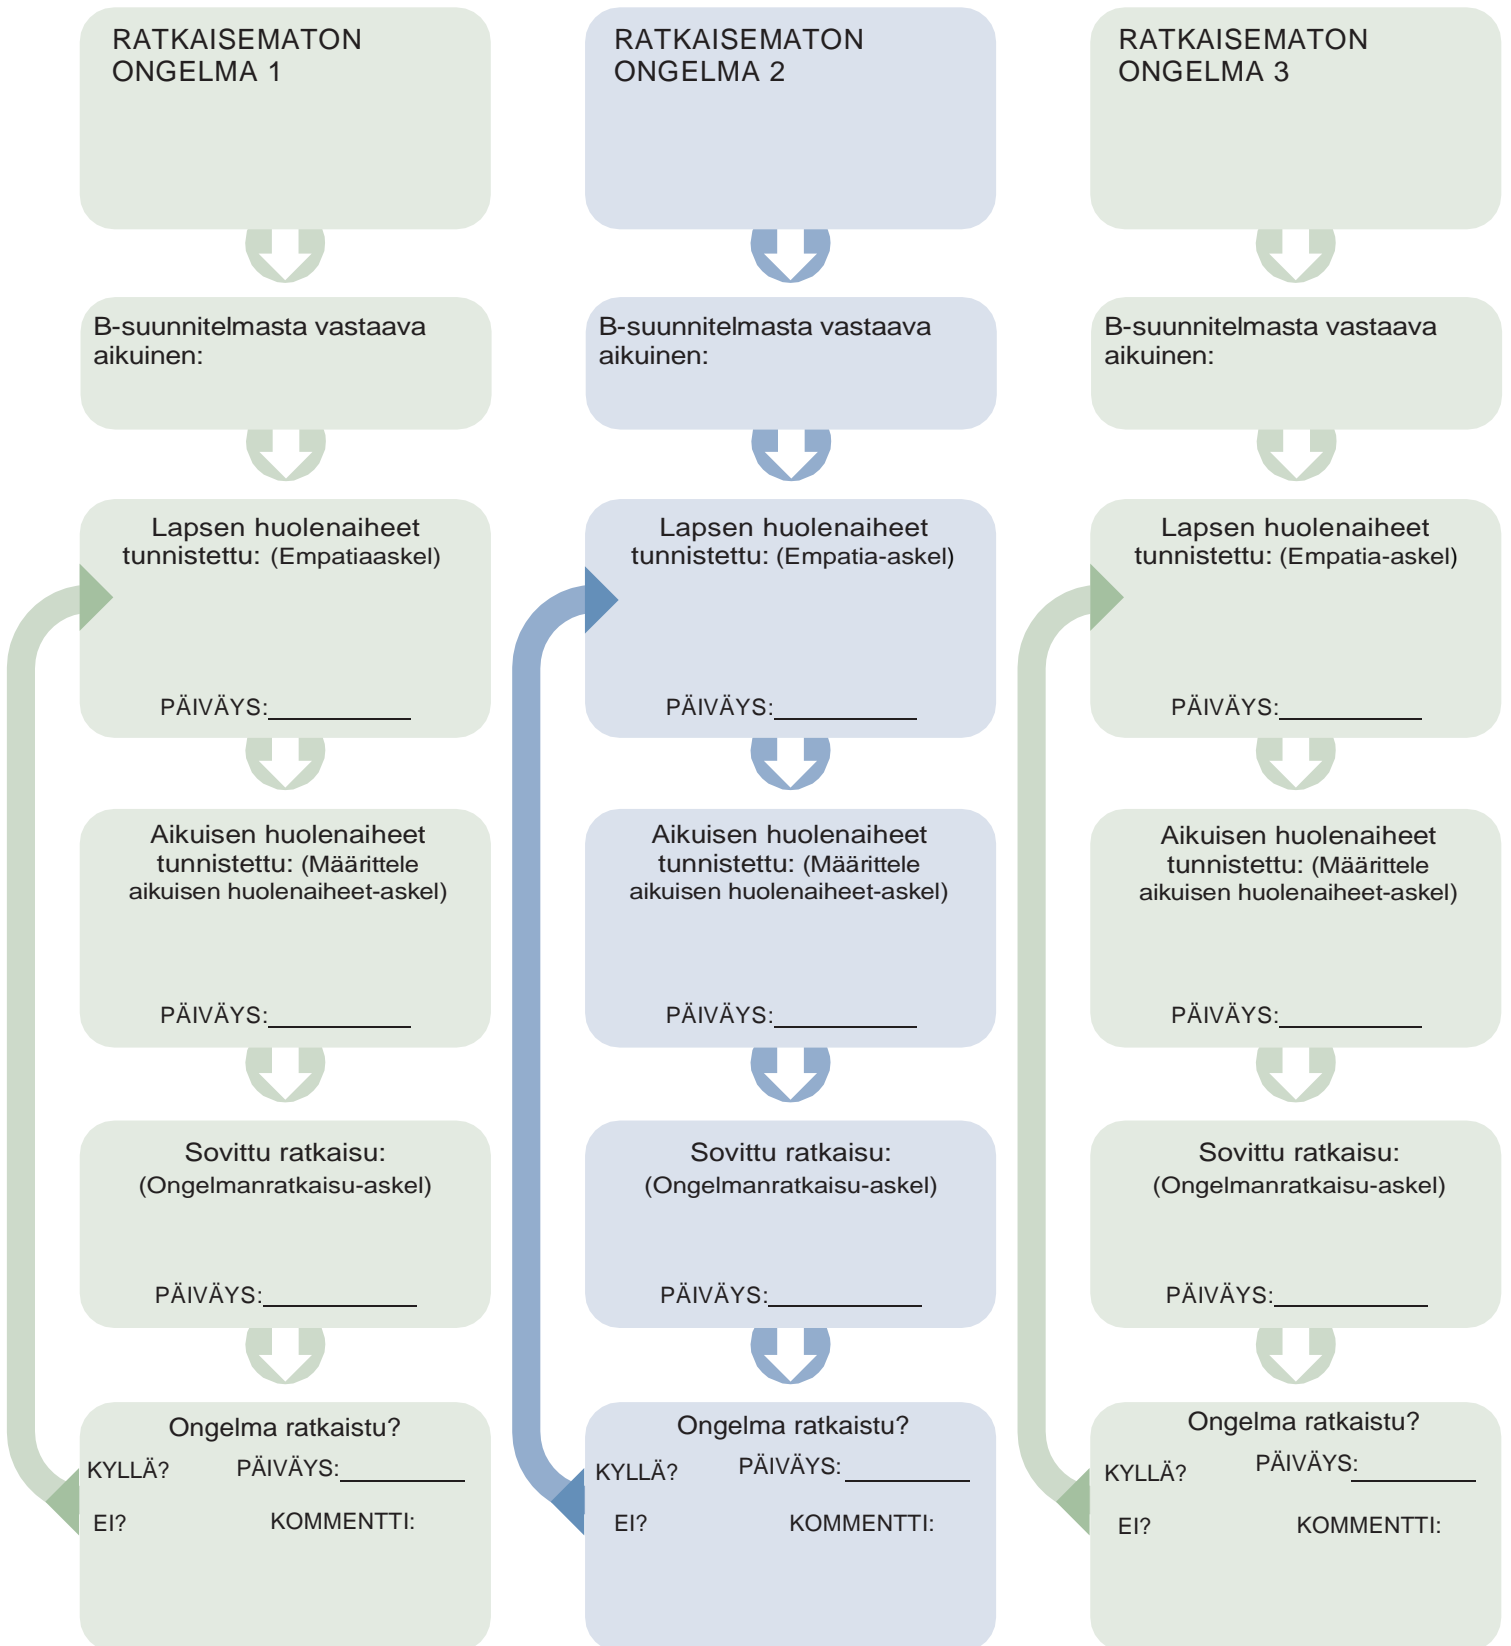 RATKAISEMATON
ONGELMA 1
B-suunnitelmasta vastaava
aikuinen:
Lapsen huolenaiheet
tunnistettu: (Empatiaaskel)
PÄIVÄYS:
Aikuisen huolenaiheet
tunnistettu: (Määrittele
aikuisen huolenaiheet-askel)
PÄIVÄYS:
Sovittu ratkaisu:
(Ongelmanratkaisu-askel)
PÄIVÄYS:
Ongelma ratkaistu?
KYLLÄ? PÄIVÄYS:
EI? KOMMENTTI:
RATKAISEMATON
ONGELMA 2
B-suunnitelmasta vastaava
aikuinen:
Lapsen huolenaiheet
tunnistettu: (Empatia-askel)
PÄIVÄYS:
Aikuisen huolenaiheet
tunnistettu: (Määrittele
aikuisen huolenaiheet-askel)
PÄIVÄYS:
Sovittu ratkaisu:
(Ongelmanratkaisu-askel)
PÄIVÄYS:
Ongelma ratkaistu?
KYLLÄ? PÄIVÄYS:
EI? KOMMENTTI:
RATKAISEMATON
ONGELMA 3
B-suunnitelmasta vastaava
aikuinen:
Lapsen huolenaiheet
tunnistettu: (Empatia-askel)
PÄIVÄYS:
Aikuisen huolenaiheet
tunnistettu: (Määrittele
aikuisen huolenaiheet-askel)
PÄIVÄYS:
Sovittu ratkaisu:
(Ongelmanratkaisu-askel)
PÄIVÄYS:
Ongelma ratkaistu?
KYLLÄ? PÄIVÄYS:
EI? KOMMENTTI: